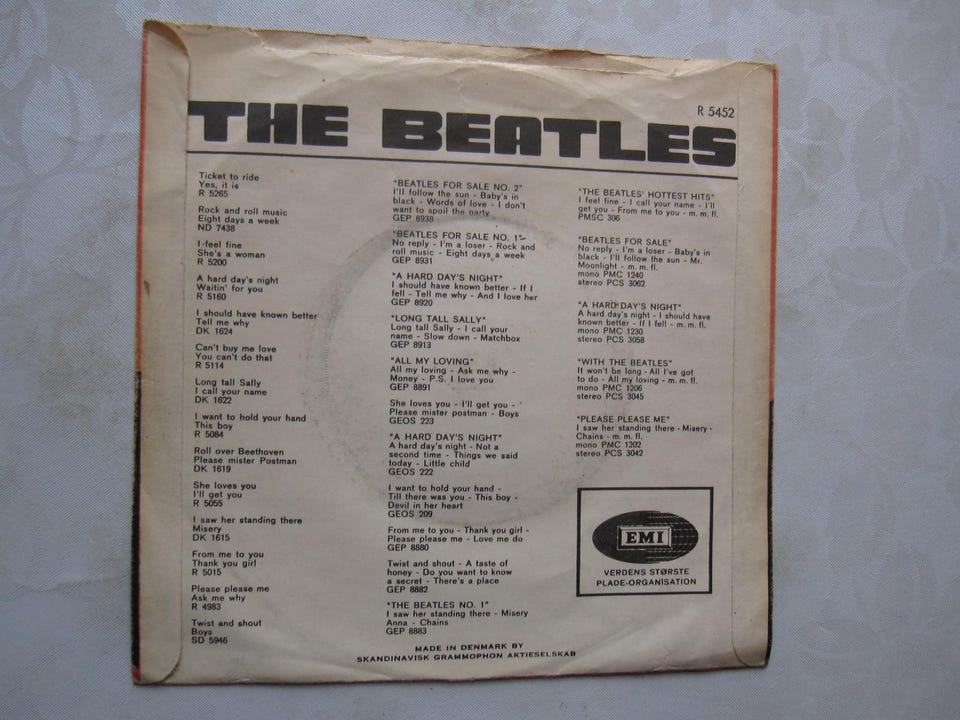 R 5452
THE BEATLES
Ticket to ride
Yes, it is
R 5265
Rock and roll music
Eight days a week
ND 7438
I feel fine
She's a woman
R 5200
A hard day's night
Waitin' for you
R 5160
I should have known better
Tell me why
DK 1624
Can't buy me love
You can't do that
R 5114
Long tall Sally
I call your name
DK 1622
I want to hold your hand
This boy
R 5084
Roll over Beethoven
Please mister Postman
DK 1619
She loves you
I'll get you
R 5055
I saw her standing there
Misery
DK 1615
From me to you
Thank you girl
R 5015
Please please me
Ask me why
R 4983
Twist and shout
Boys
SD 5946
"BEATLES FOR SALE NO. 2"
I'll follow the sun - Baby's in
black - Words of love - I don't
want to spoil the party
GEP 8938
"BEATLES FOR SALE NO. 1"
No reply - I'm a loser - Rock and
roll music - Eight days a week
GEP 8931
"A HARD DAY'S NIGHT"
I should have known better - If I
fell - Tell me why - And I love her
GEP 8920
"LONG TALL SALLY"
Long tall Sally - I call your
name - Slow down - Matchbox
GEP 8913
"ALL MY LOVING"
All my loving - Ask me why -
Money - P.S. I love you
GEP 8891
She loves you - I'll get you -
Please mister postman - Boys
GEOS 223
"A HARD DAY'S NIGHT"
A hard day's night - Not a
second time - Things we said
today - Little child
GEOS 222
I want to hold your hand -
Till there was you - This boy -
Devil in her heart
GEOS 209
From me to you - Thank you girl -
Please please me - Love me do
GEP 8880
Twist and shout - A taste of
honey - Do you want to know
a secret - There's a place
GEP 8882
"THE BEATLES NO. 1"
I saw her standing there - Misery
Anna - Chains
GEP 8883
"THE BEATLES' HOTTEST HITS"
I feel fine - I call your name - I'll
get you - From me to you - m. m. fl.
PMSC 306
"BEATLES FOR SALE"
No reply - I'm a loser - Baby's in
black - I'll follow the sun - Mr.
Moonlight - m. m. fl.
mono PMC 1240
stereo PCS 3062
"A HARD DAY'S NIGHT"
A hard day's night - I should have
known better - If I fell - m. m. fl.
mono PMC 1230
stereo PCS 3058
"WITH THE BEATLES"
It won't be long - All I've got
to do - All my loving - m. m. fl.
mono PMC 1206
stereo PCS 3045
"PLEASE PLEASE ME"
I saw her standing there - Misery -
Chains - m. m. fl.
mono PMC 1202
stereo PCS 3042
EMI
VERDENS STØRSTE
PLADE-ORGANISATION
MADE IN DENMARK BY
SKANDINAVISK GRAMMOPHON AKTIESELSKAB